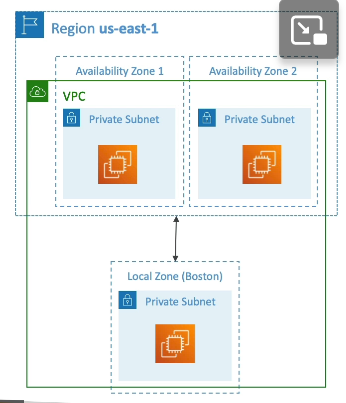 Region us-east-1
Availability Zone 1
Availability Zone 2
VPC
Private Subnet
Private Subnet
Local Zone (Boston)
Private Subnet